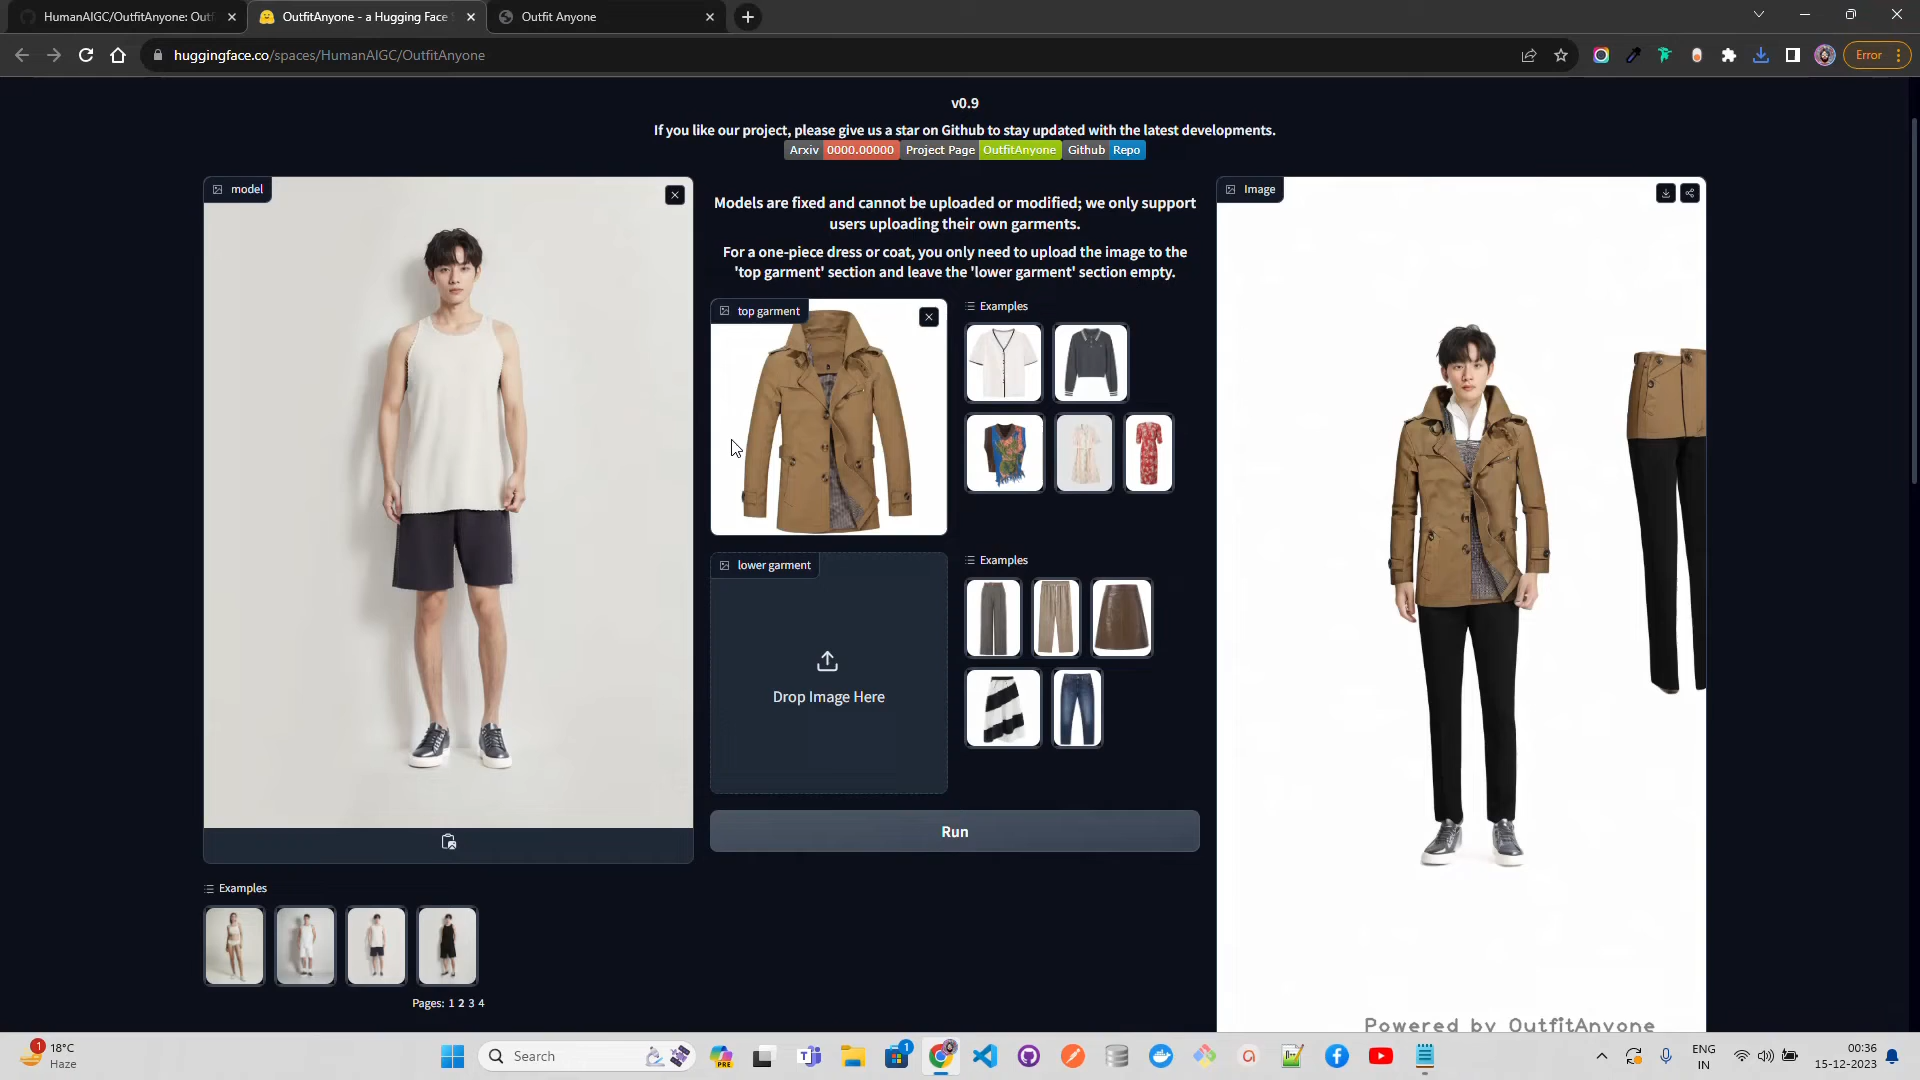 HumanAIGC/OutfitAnyone: Outf
OutfitAnyone - a Hugging Face
Outfit Anyone
huggingface.co/spaces/HumanAIGC/OutfitAnyone
Error
v0.9
If you like our project, please give us a star on Github to stay updated with the latest developments.
Arxiv 0000.00000 Project Page OutfitAnyone Github Repo
model
Models are fixed and cannot be uploaded or modified; we only support
users uploading their own garments.
For a one-piece dress or coat, you only need to upload the image to the
'top garment' section and leave the 'lower garment' section empty.
top garment
Examples
lower garment
Drop Image Here
Examples
Run
Image
Powered by OutfitAnyone
Examples
Pages: 1 2 3 4
1
18°C
Haze
Search
PRE
1
ENG
IN
00:36
15-12-2023